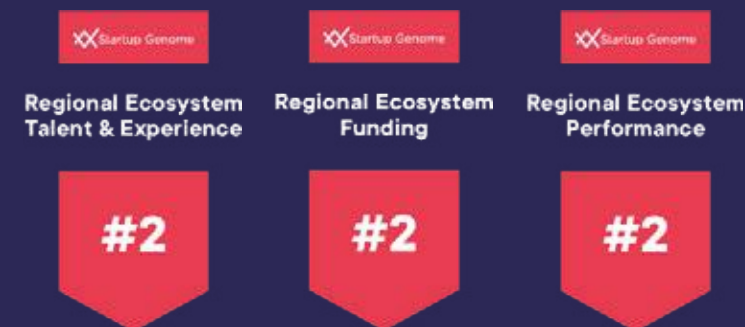 Startup Genome
Regional Ecosystem
Talent & Experience
#2
Startup Genome
Regional Ecosystem
Funding
#2
Startup Genome
Regional Ecosystem
Performance
#2